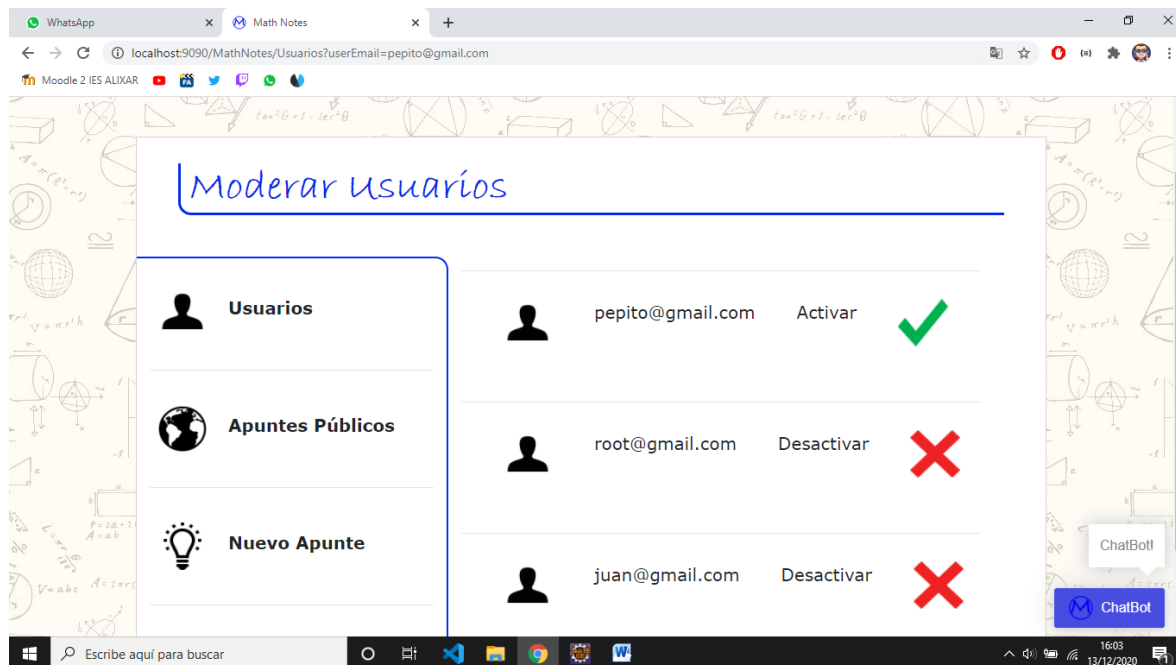 WhatsApp
Math Notes
localhost:9090/MathNotes/Usuarios?userEmail=pepito@gmail.com
Moodle 2 IES ALIXAR
Moderar Usuarios
Usuarios
Apuntes Públicos
Nuevo Apunte
pepito@gmail.com Activar
root@gmail.com Desactivar
juan@gmail.com Desactivar
ChatBot!
ChatBot
Escribe aquí para buscar
16:03
13/12/2020